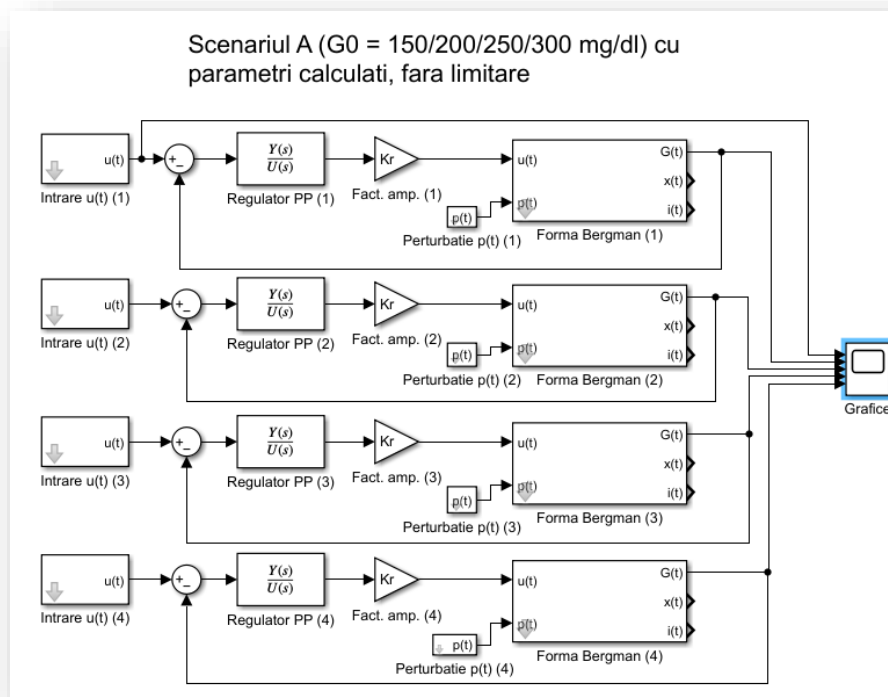 Scenariul A (G0 = 150/200/250/300 mg/dl) cu
parametri calculati, fara limitare
u(t)
Intrare u(t) (1)
+
−
Y(s)
U(s)
Regulator PP (1)
Kr
Fact. amp. (1)
p(t)
Perturbatie p(t) (1)
u(t)
p(t)
G(t)
x(t)
i(t)
Forma Bergman (1)
u(t)
Intrare u(t) (2)
+
−
Y(s)
U(s)
Regulator PP (2)
Kr
Fact. amp. (2)
p(t)
Perturbatie p(t) (2)
u(t)
p(t)
G(t)
x(t)
i(t)
Forma Bergman (2)
Grafice
u(t)
Intrare u(t) (3)
+
−
Y(s)
U(s)
Regulator PP (3)
Kr
Fact. amp. (3)
p(t)
Perturbatie p(t) (3)
u(t)
p(t)
G(t)
x(t)
i(t)
Forma Bergman (3)
u(t)
Intrare u(t) (4)
+
−
Y(s)
U(s)
Regulator PP (4)
Kr
Fact. amp. (4)
p(t)
Perturbatie p(t) (4)
u(t)
p(t)
G(t)
x(t)
i(t)
Forma Bergman (4)